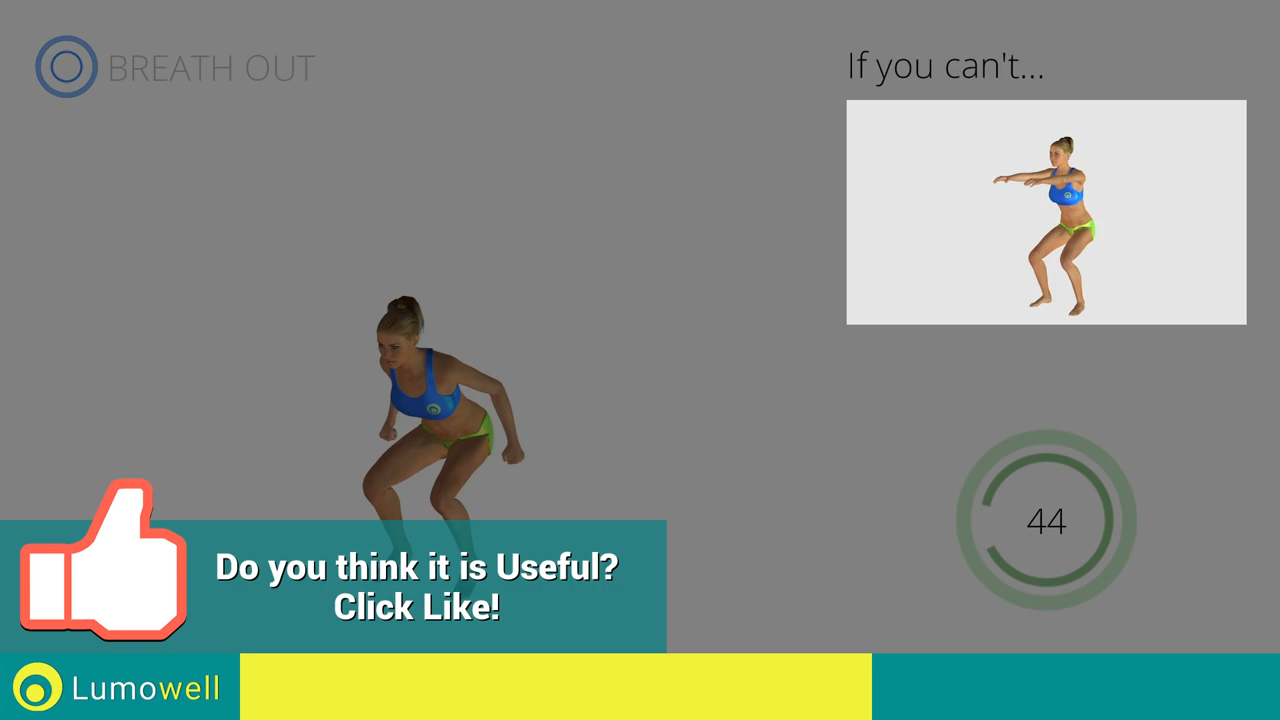 BREATH OUT
If you can't...
44
Do you think it is Useful?
Click Like!
Lumowell